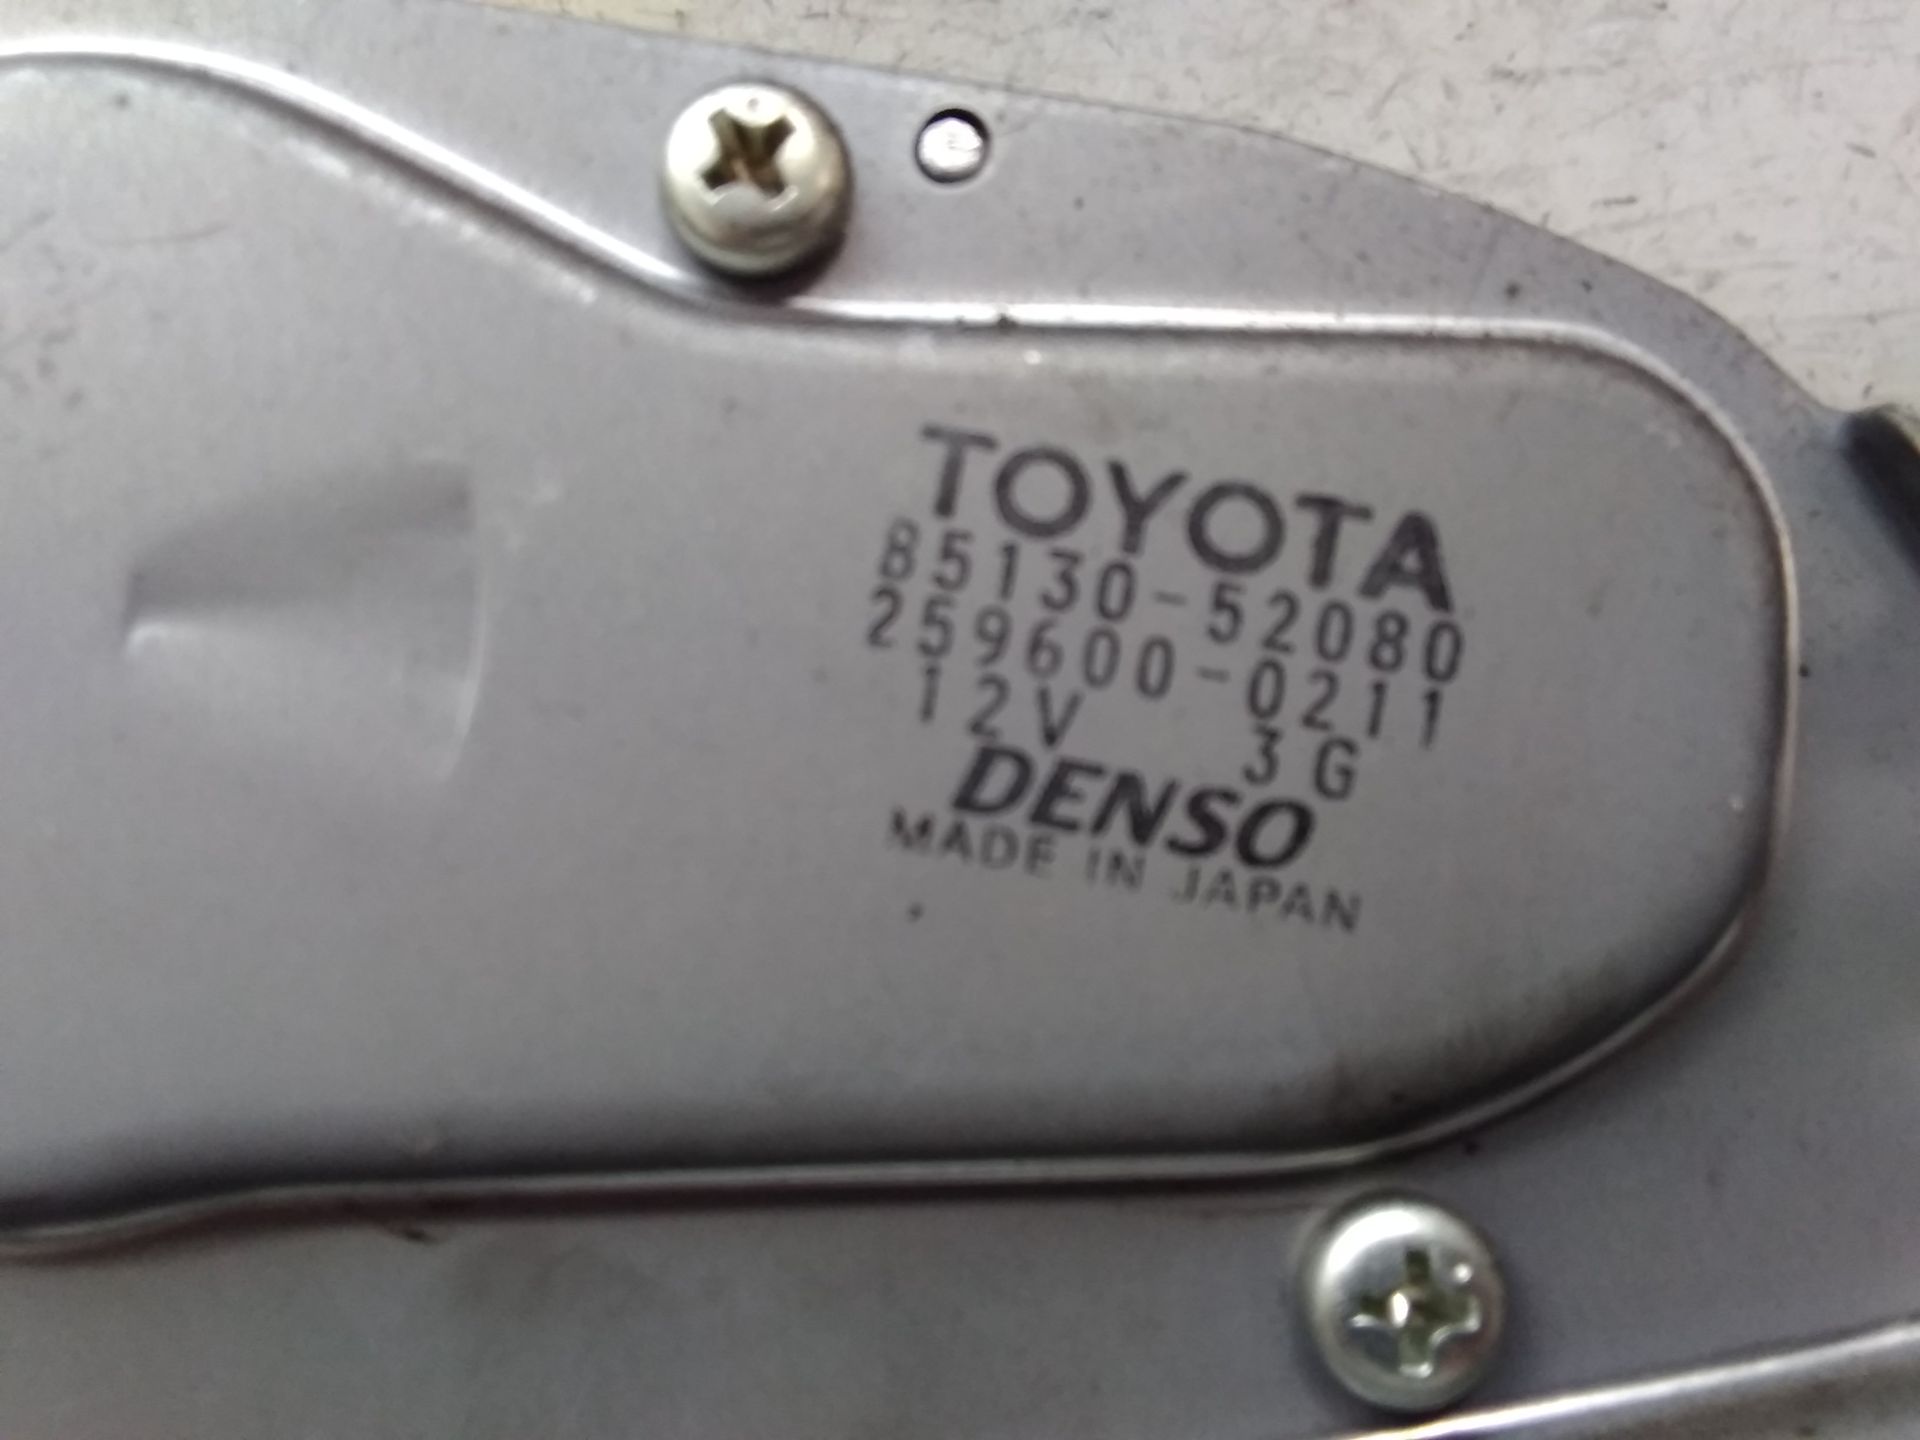 TOYOTA
85130-52080
259600-0211
12V 3G
DENSO
MADE IN JAPAN